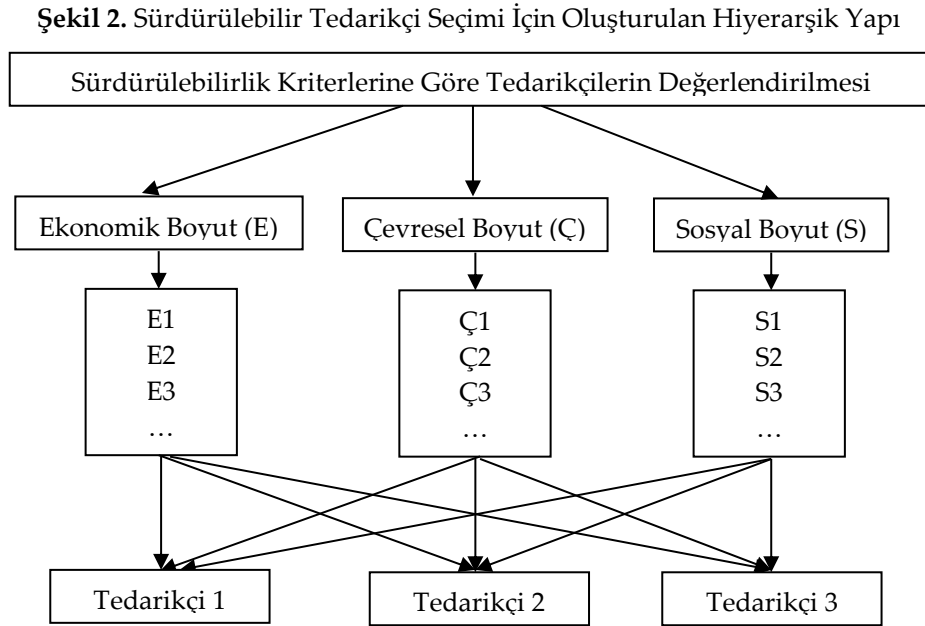 Şekil 2. Sürdürülebilir Tedarikçi Seçimi İçin Oluşturulan Hiyerarşik Yapı
Sürdürülebilirlik Kriterlerine Göre Tedarikçilerin Değerlendirilmesi
Ekonomik Boyut (E)
Çevresel Boyut (Ç)
Sosyal Boyut (S)
E1
E2
E3
…
Ç1
Ç2
Ç3
…
S1
S2
S3
…
Tedarikçi 1
Tedarikçi 2
Tedarikçi 3